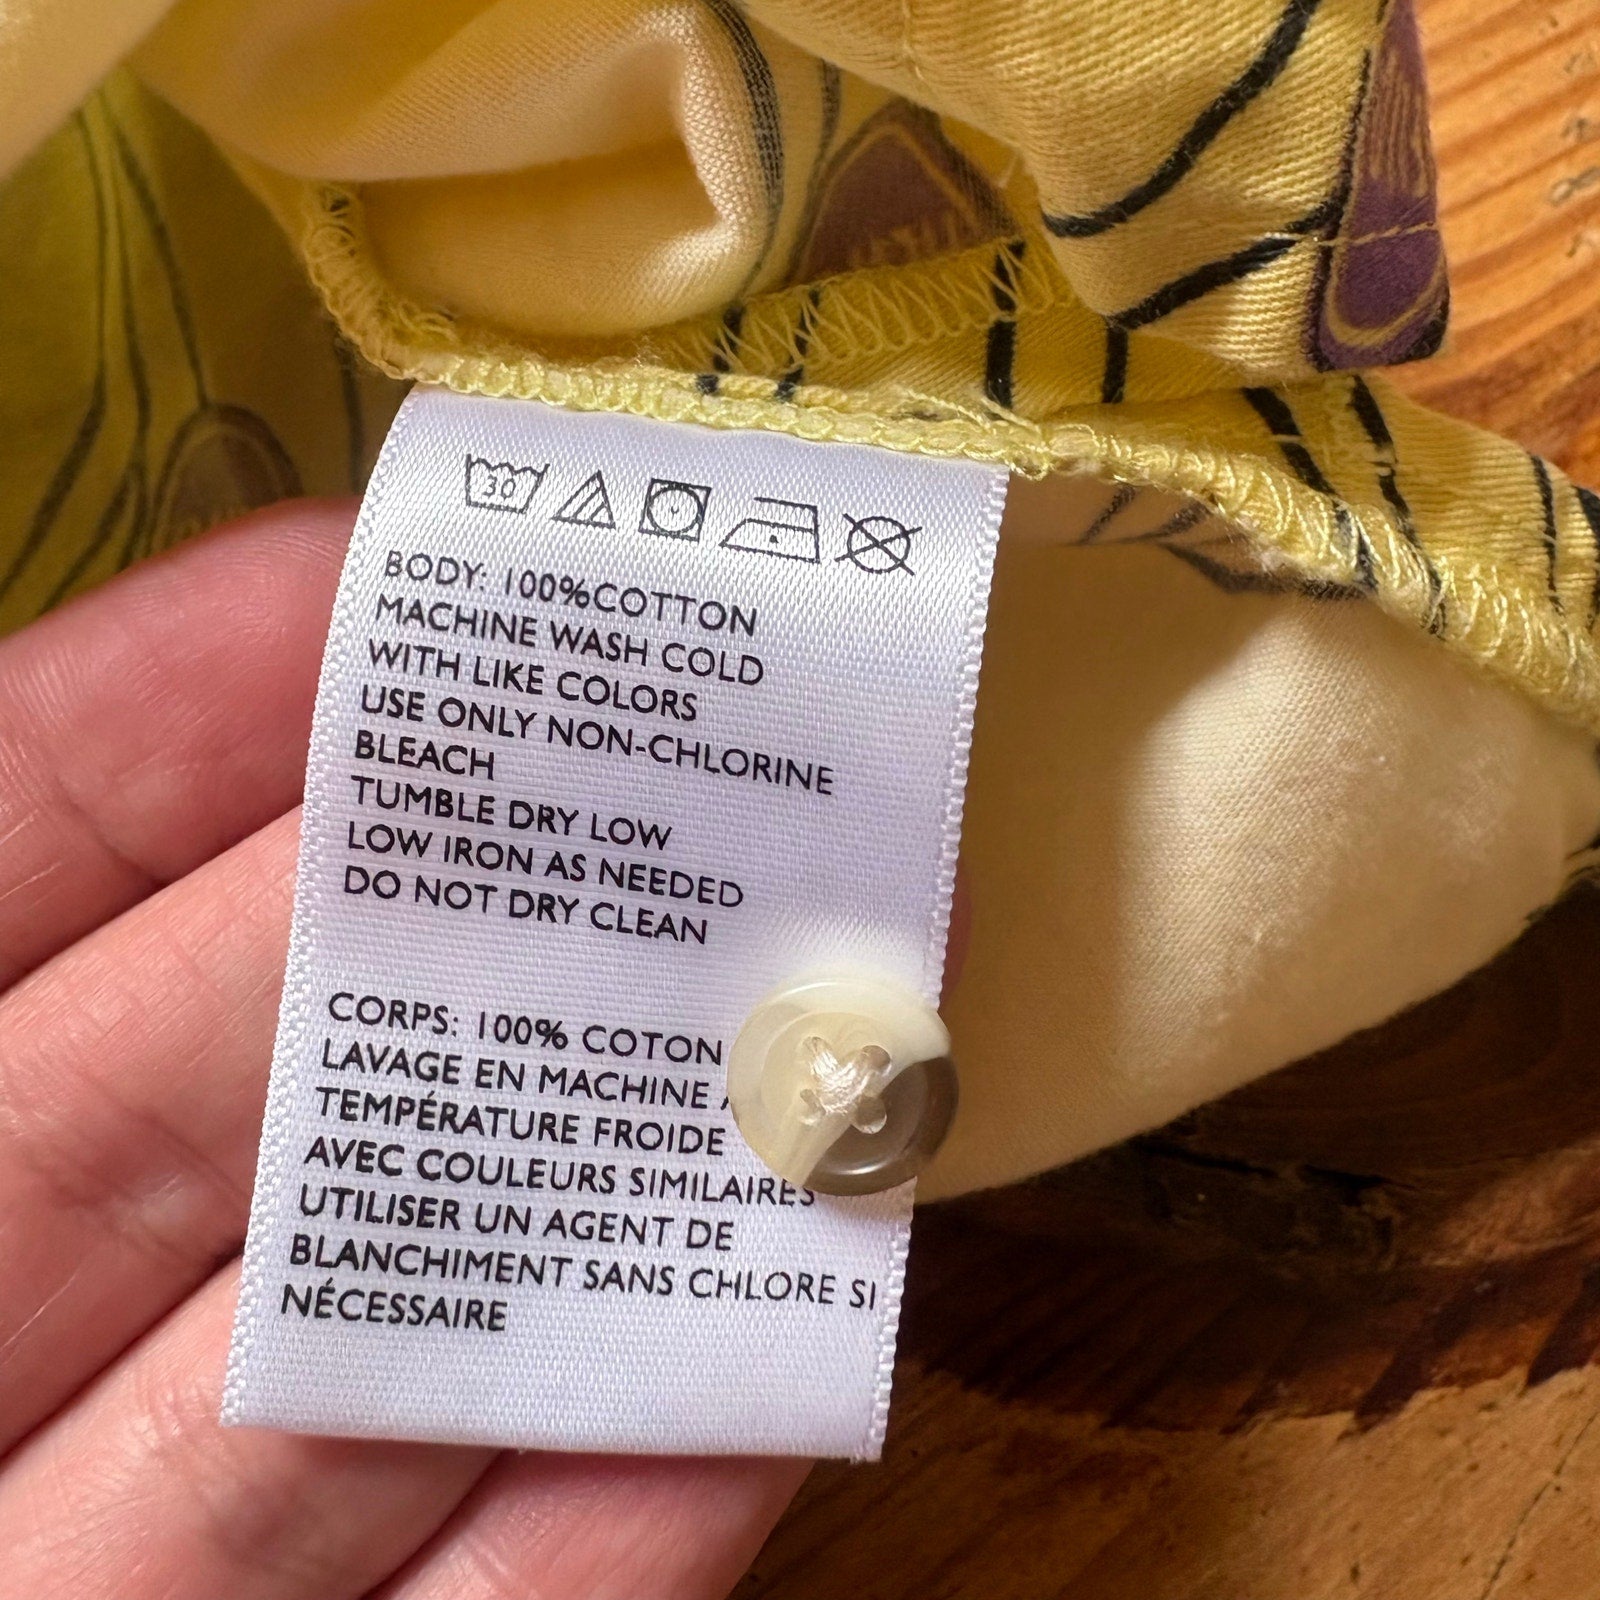 30
BODY: 100%COTTON
MACHINE WASH COLD
WITH LIKE COLORS
USE ONLY NON-CHLORINE
BLEACH
TUMBLE DRY LOW
LOW IRON AS NEEDED
DO NOT DRY CLEAN
CORPS: 100% COTON
LAVAGE EN MACHINE
TEMPÉRATURE FROIDE
AVEC COULEURS SIMILAIRES
UTILISER UN AGENT DE
BLANCHIMENT SANS CHLORE SI
NÉCESSAIRE